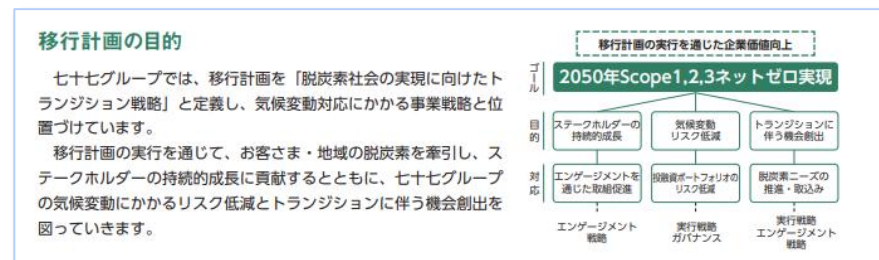 移行計画の目的
七十七グループでは、移行計画を「脱炭素社会の実現に向けたト
ランジション戦略」と定義し、気候変動対応にかかる事業戦略と位
置づけています。
移行計画の実行を通じて、お客さま・地域の脱炭素を牽引し、ス
テークホルダーの持続的成長に貢献するとともに、七十七グループ
の気候変動にかかるリスク低減とトランジションに伴う機会創出を
図っていきます。
移行計画の実行を通じた企業価値向上
ゴール
2050年Scope1,2,3ネットゼロ実現
目的
ステークホルダーの
持続的成長
気候変動
リスク低減
トランジションに
伴う機会創出
対応
エンゲージメントを
通じた取組促進
投融資ポートフォリオの
リスク低減
脱炭素ニーズの
推進・取込み
エンゲージメント
戦略
実行戦略
ガバナンス
実行戦略
エンゲージメント
戦略